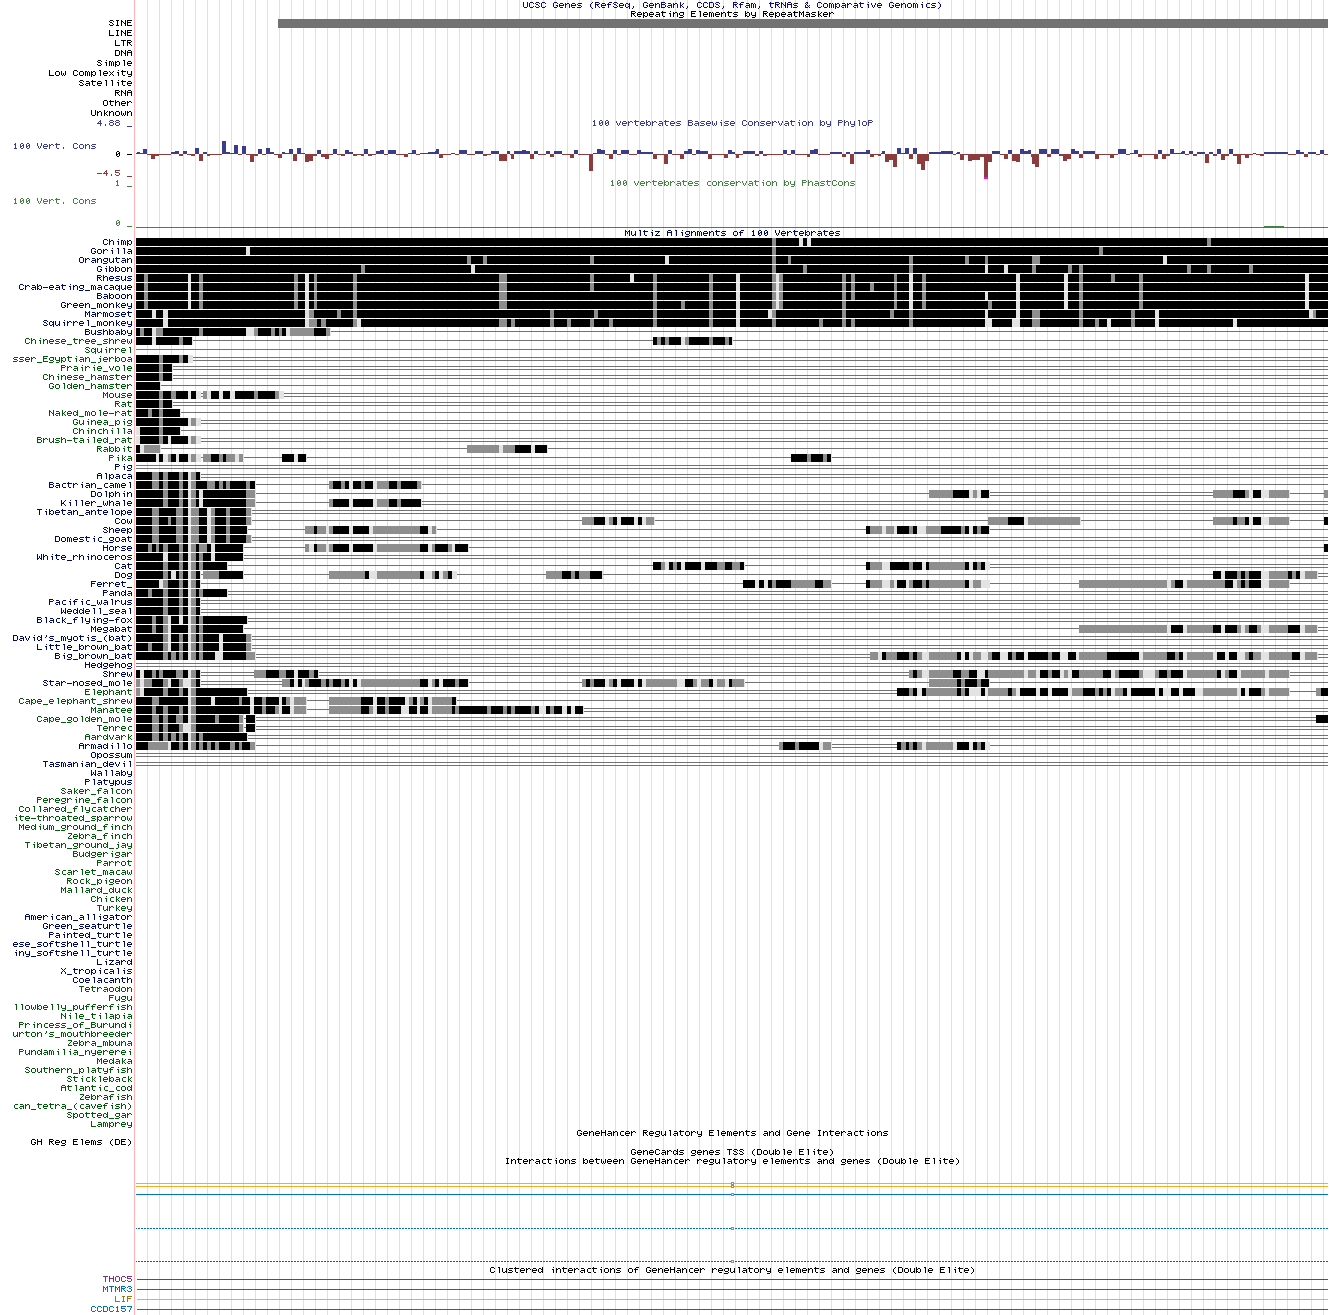 UCSC Genes (RefSeq, GenBank, CCDS, Rfam, tRNAs & Comparative Genomics)
Repeating Elements by RepeatMasker
SINE
LINE
LTR
DNA
Simple
Low Complexity
Satellite
RNA
Other
Unknown
4.88 _
100 vertebrates Basewise Conservation by PhyloP
100 Vert. Cons
0 _
-4.5 _
1 _
100 vertebrates conservation by PhastCons
100 Vert. Cons
0 _
Multiz Alignments of 100 Vertebrates
Chimp
Gorilla
Orangutan
Gibbon
Rhesus
Crab-eating_macaque
Baboon
Green_monkey
Marmoset
Squirrel_monkey
Bushbaby
Chinese_tree_shrew
Squirrel
sser_Egyptian_jerboa
Prairie_vole
Chinese_hamster
Golden_hamster
Mouse
Rat
Naked_mole-rat
Guinea_pig
Chinchilla
Brush-tailed_rat
Rabbit
Pika
Pig
Alpaca
Bactrian_camel
Dolphin
Killer_whale
Tibetan_antelope
Cow
Sheep
Domestic_goat
Horse
White_rhinoceros
Cat
Dog
Ferret_
Panda
Pacific_walrus
Weddell_seal
Black_flying-fox
Megabat
David's_myotis_(bat)
Little_brown_bat
Big_brown_bat
Hedgehog
Shrew
Star-nosed_mole
Elephant
Cape_elephant_shrew
Manatee
Cape_golden_mole
Tenrec
Aardvark
Armadillo
Opossum
Tasmanian_devil
Wallaby
Platypus
Saker_falcon
Peregrine_falcon
Collared_flycatcher
ite-throated_sparrow
Medium_ground_finch
Zebra_finch
Tibetan_ground_jay
Budgerigar
Parrot
Scarlet_macaw
Rock_pigeon
Mallard_duck
Chicken
Turkey
American_alligator
Green_seaturtle
Painted_turtle
ese_softshell_turtle
iny_softshell_turtle
Lizard
X_tropicalis
Coelacanth
Tetraodon
Fugu
llowbelly_pufferfish
Nile_tilapia
Princess_of_Burundi
urton's_mouthbreeder
Zebra_mbuna
Pundamilia_nyererei
Medaka
Southern_platyfish
Stickleback
Atlantic_cod
Zebrafish
can_tetra_(cavefish)
Spotted_gar
Lamprey
GeneHancer Regulatory Elements and Gene Interactions
GH Reg Elems (DE)
GeneCards genes TSS (Double Elite)
Interactions between GeneHancer regulatory elements and genes (Double Elite)
Clustered interactions of GeneHancer regulatory elements and genes (Double Elite)
THOC5
MTMR3
LIF
CCDC157